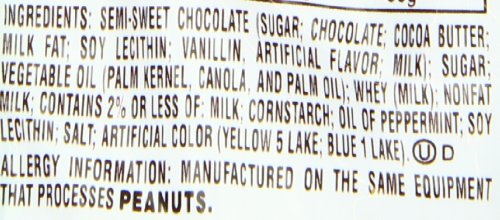 INGREDIENTS: SEMI-SWEET CHOCOLATE (SUGAR; CHOCOLATE; COCOA BUTTER;
MILK FAT; SOY LECITHIN; VANILLIN, ARTIFICIAL FLAVOR; MILK); SUGAR;
VEGETABLE OIL (PALM KERNEL, CANOLA, AND PALM OIL); WHEY (MILK); NONFAT
MILK; CONTAINS 2% OR LESS OF: MILK; CORNSTARCH; OIL OF PEPPERMINT; SOY
LECITHIN; SALT; ARTIFICIAL COLOR (YELLOW 5 LAKE; BLUE 1 LAKE). U D
ALLERGY INFORMATION: MANUFACTURED ON THE SAME EQUIPMENT
THAT PROCESSES PEANUTS.